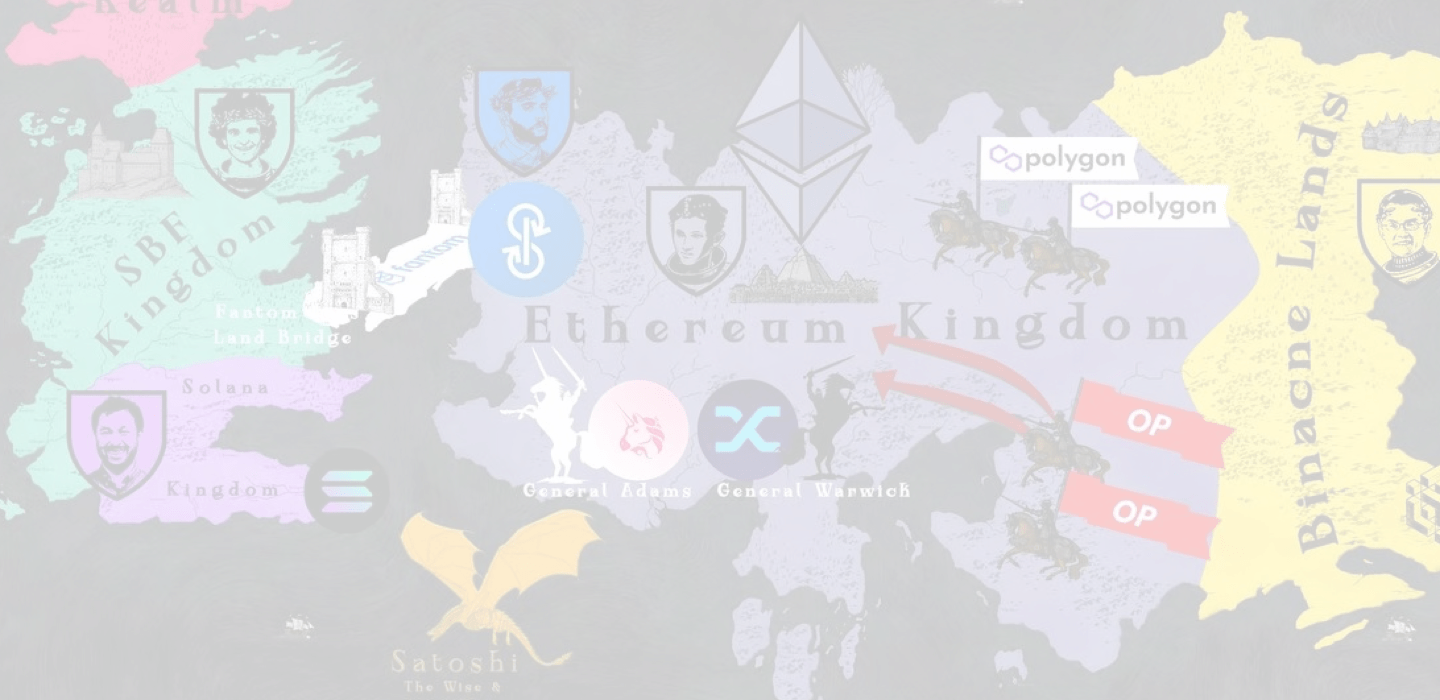 Realm
polygon
polygon
SBF
Kingdom
fantom
Fantom
Land Bridge
Ethereum Kingdom
Binacne Lands
Solana
Kingdom
OP
OP
General Adams
General Warwick
Satoshi
The Wise &